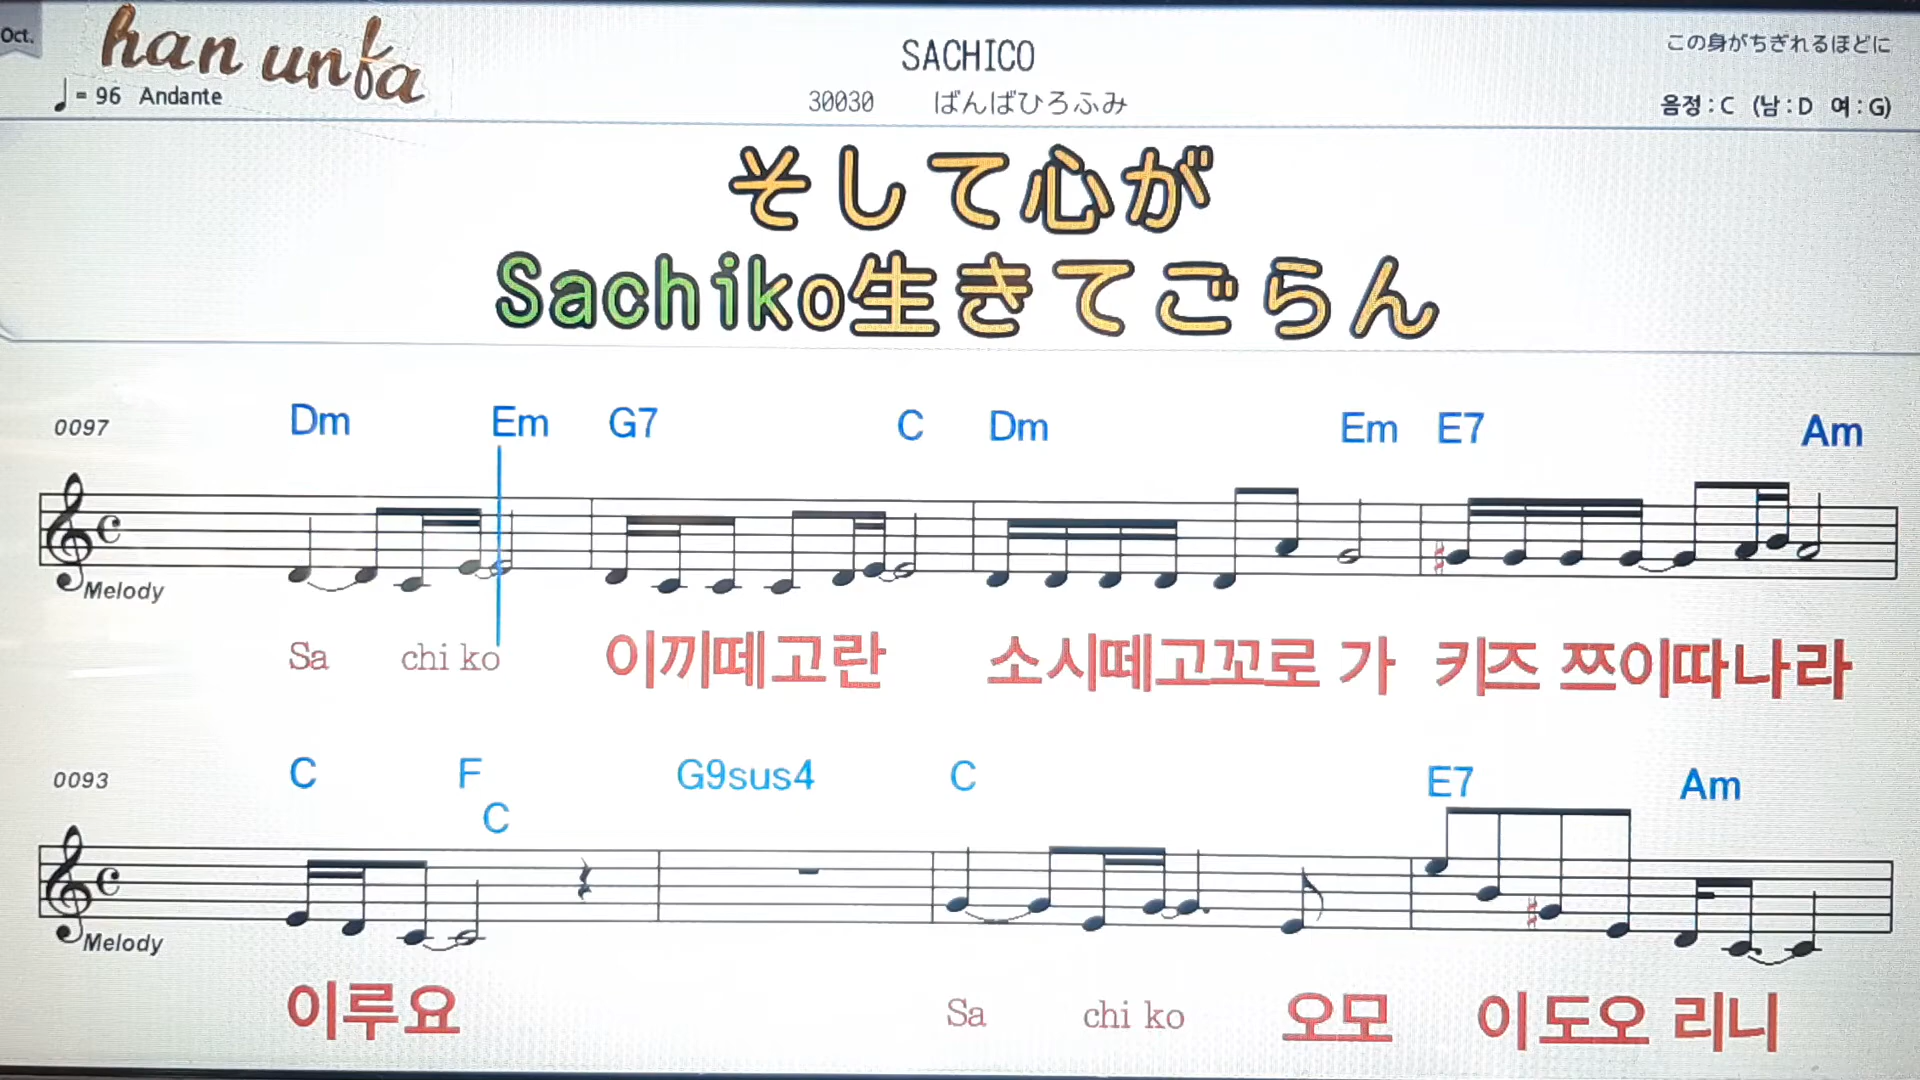 Oct.
han unfa
SACHICO
この身がちぎれるほどに
♩= 96 Andante
30030 ばんばひろふみ
음정 : C (남 : D 여 : G)
そして心が
Sachiko生きてごらん
0097
Dm Em G7 C Dm Em E7 Am
Melody
Sa chi ko 이끼떼고란 소시떼고꼬로 가 키즈 쯔이따나라
0093
C F G9sus4 C E7 Am
C
Melody
이루요 Sa chi ko 오모 이도오 리니